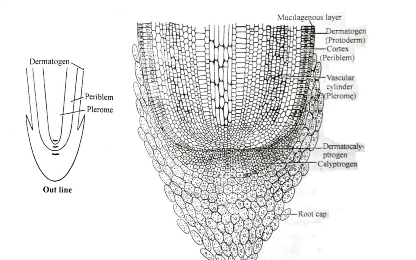 Mucilagenous layer
Dermatogen
Dermatogen
(Protoderm)
Cortex
(Periblem)
Vascular
cylinder
(Plerome)
Periblem
Plerome
Dermatocaly-
ptrogen
Calyptrogen
Out line
Root cap